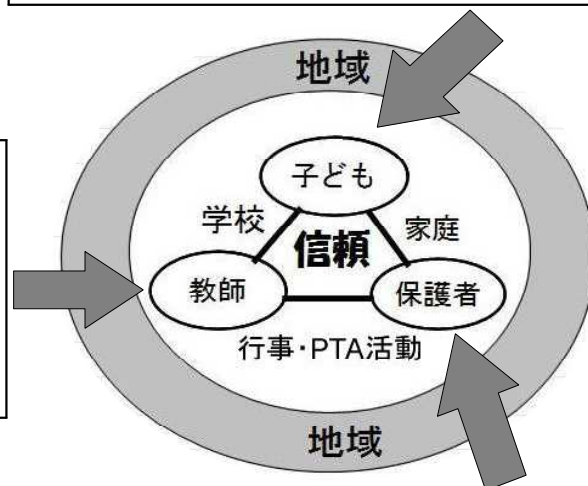 地域
子ども
学校
家庭
信頼
教師
保護者
行事・PTA活動
地域